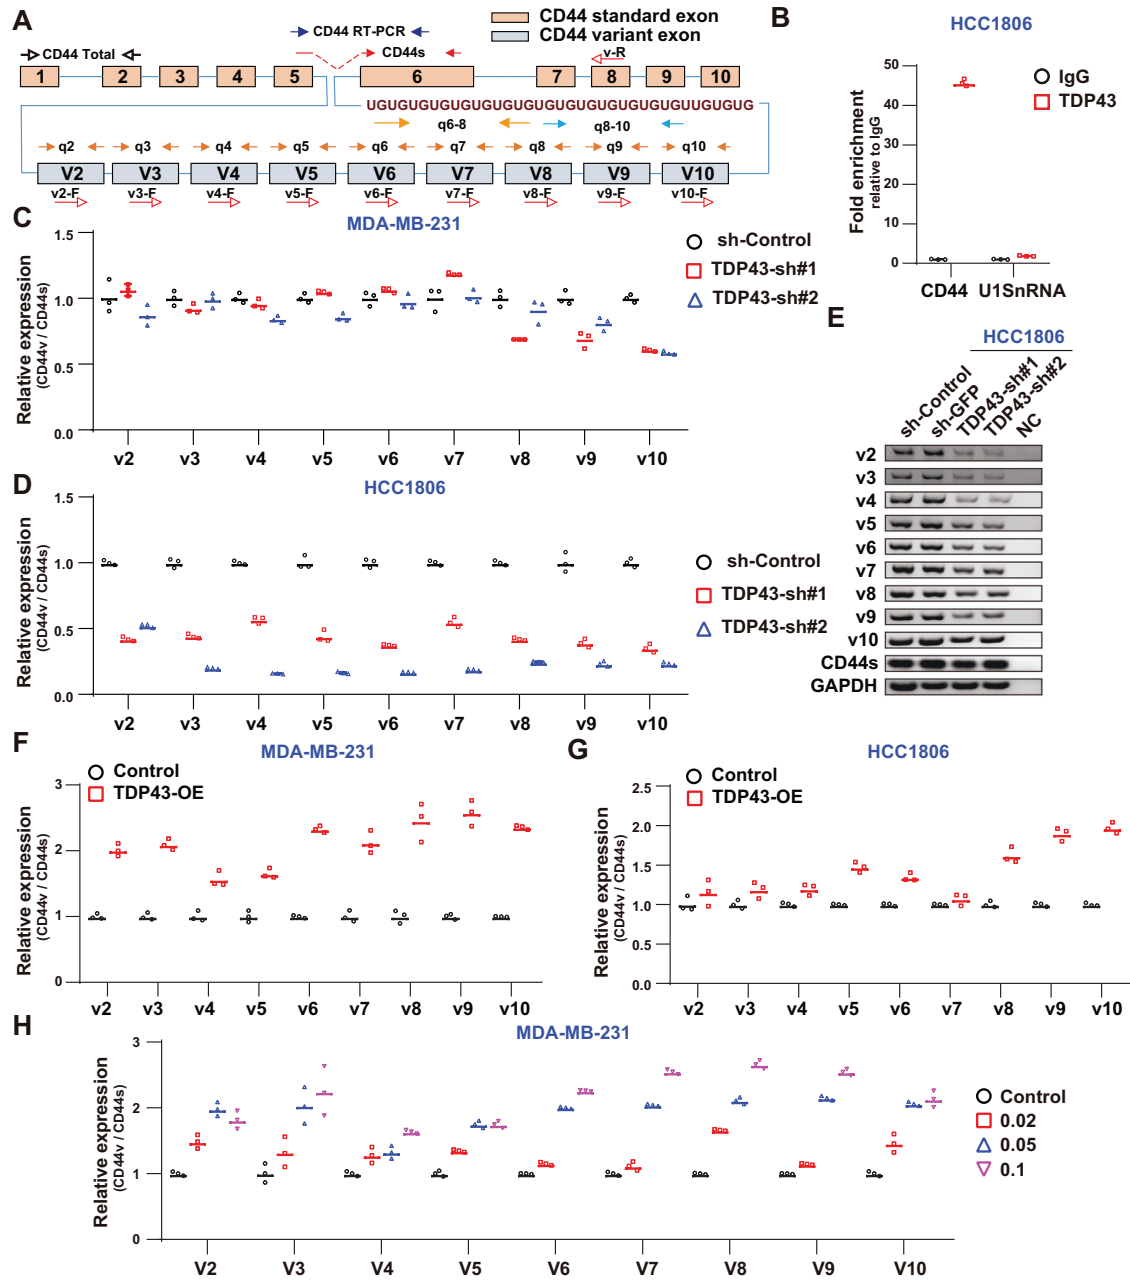 A
CD44 standard exon
CD44 variant exon
CD44 RT-PCR
CD44 Total
CD44s
v-R
1 2 3 4 5 6 7 8 9 10
UGUGUGUGUGUGUGUGUGUGUGUGUGUGUGUUGUGUG
q6-8 q8-10
q2 q3 q4 q5 q6 q7 q8 q9 q10
V2 V3 V4 V5 V6 V7 V8 V9 V10
v2-F v3-F v4-F v5-F v6-F v7-F v8-F v9-F v10-F
B
HCC1806
Fold enrichment
relative to IgG
50
40
30
20
10
0
IgG
TDP43
CD44 U1SnRNA
C
MDA-MB-231
Relative expression
(CD44v / CD44s)
1.5
1.0
0.5
0.0
sh-Control
TDP43-sh#1
TDP43-sh#2
v2 v3 v4 v5 v6 v7 v8 v9 v10
D
HCC1806
Relative expression
(CD44v / CD44s)
1.5
1.0
0.5
0.0
sh-Control
TDP43-sh#1
TDP43-sh#2
v2 v3 v4 v5 v6 v7 v8 v9 v10
E
HCC1806
sh-Control
sh-GFP
TDP43-sh#1
TDP43-sh#2
NC
v2
v3
v4
v5
v6
v7
v8
v9
v10
CD44s
GAPDH
F
MDA-MB-231
Relative expression
(CD44v / CD44s)
3
2
1
0
Control
TDP43-OE
v2 v3 v4 v5 v6 v7 v8 v9 v10
G
HCC1806
Relative expression
(CD44v / CD44s)
2.5
2.0
1.5
1.0
0.5
0.0
Control
TDP43-OE
v2 v3 v4 v5 v6 v7 v8 v9 v10
H
MDA-MB-231
Relative expression
(CD44v / CD44s)
3
2
1
0
Control
0.02
0.05
0.1
V2 V3 V4 V5 V6 V7 V8 V9 V10